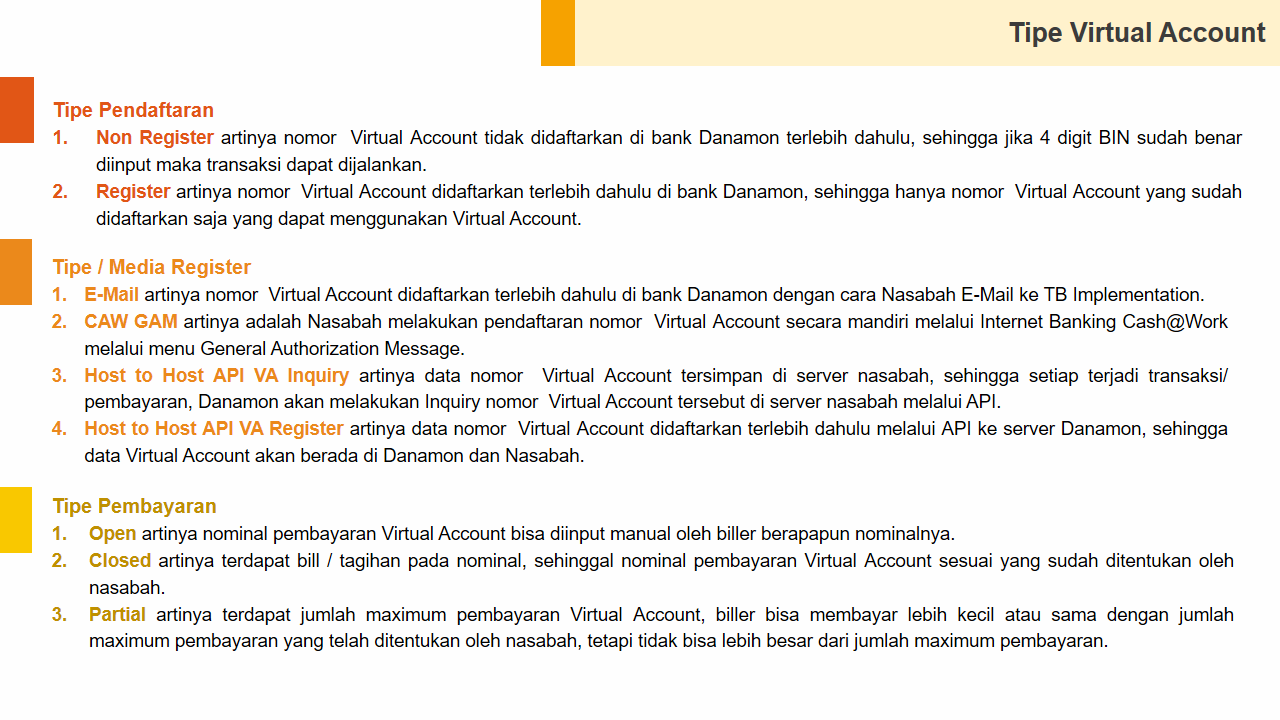 Tipe Virtual Account
Tipe Pendaftaran
1. Non Register artinya nomor  Virtual Account tidak didaftarkan di bank Danamon terlebih dahulu, sehingga jika 4 digit BIN sudah benar
diinput maka transaksi dapat dijalankan.
2. Register artinya nomor  Virtual Account didaftarkan terlebih dahulu di bank Danamon, sehingga hanya nomor  Virtual Account yang sudah
didaftarkan saja yang dapat menggunakan Virtual Account.
Tipe / Media Register
1. E-Mail artinya nomor  Virtual Account didaftarkan terlebih dahulu di bank Danamon dengan cara Nasabah E-Mail ke TB Implementation.
2. CAW GAM artinya adalah Nasabah melakukan pendaftaran nomor  Virtual Account secara mandiri melalui Internet Banking Cash@Work
melalui menu General Authorization Message.
3. Host to Host API VA Inquiry artinya data nomor  Virtual Account tersimpan di server nasabah, sehingga setiap terjadi transaksi/
pembayaran, Danamon akan melakukan Inquiry nomor  Virtual Account tersebut di server nasabah melalui API.
4. Host to Host API VA Register artinya data nomor  Virtual Account didaftarkan terlebih dahulu melalui API ke server Danamon, sehingga
data Virtual Account akan berada di Danamon dan Nasabah.
Tipe Pembayaran
1. Open artinya nominal pembayaran Virtual Account bisa diinput manual oleh biller berapapun nominalnya.
2. Closed artinya terdapat bill / tagihan pada nominal, sehinggal nominal pembayaran Virtual Account sesuai yang sudah ditentukan oleh
nasabah.
3. Partial artinya terdapat jumlah maximum pembayaran Virtual Account, biller bisa membayar lebih kecil atau sama dengan jumlah
maximum pembayaran yang telah ditentukan oleh nasabah, tetapi tidak bisa lebih besar dari jumlah maximum pembayaran.